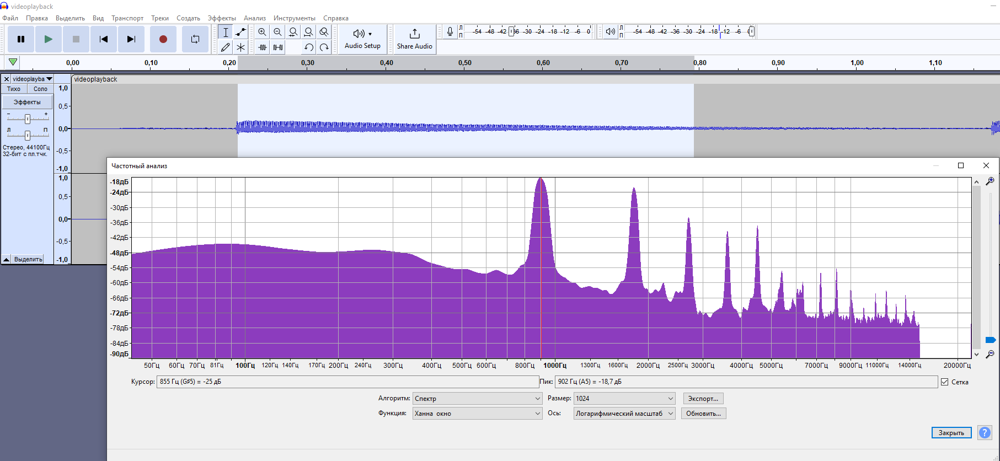 videoplayback
Файл Правка Выделить Вид Транспорт Треки Создать Эффекты Анализ Инструменты Справка
Audio Setup
Share Audio
Л
П
-54 -48 -42 -36 -30 -24 -18 -12 -6 0
Л
П
-54 -48 -42 -36 -30 -24 -18 -12 -6 0
0,00 0,10 0,20 0,30 0,40 0,50 0,60 0,70 0,80 0,90 1,00 1,10
videoplayba
videoplayback
Тихо Соло
Эффекты
- +
Л П
Стерео, 44100Гц
32-бит с пл.тчк.
Выделить
1,0
0,5
0,0
-0,5
-1,0
1,0
0,5
0,0
-0,5
-1,0
Частотный анализ
-18дБ
-24дБ
-30дБ
-36дБ
-42дБ
-48дБ
-54дБ
-60дБ
-66дБ
-72дБ
-78дБ
-84дБ
-90дБ
50Гц 60Гц 70Гц 81Гц 100Гц 120Гц 140Гц 170Гц 200Гц 240Гц 300Гц 400Гц 500Гц 600Гц 800Гц 1000Гц 1300Гц 1600Гц 2000Гц 2500Гц 3000Гц 4000Гц 5000Гц 7000Гц 9000Гц 11000Гц 14000Гц 20000Гц
Курсор: 855 Гц (G♯5) = -25 дБ Пик: 902 Гц (A5) = -18,7 дБ Сетка
Алгоритм: Спектр Размер: 1024 Экспорт...
Функция: Ханна окно Ось: Логарифмический масштаб Обновить...
Закрыть ?